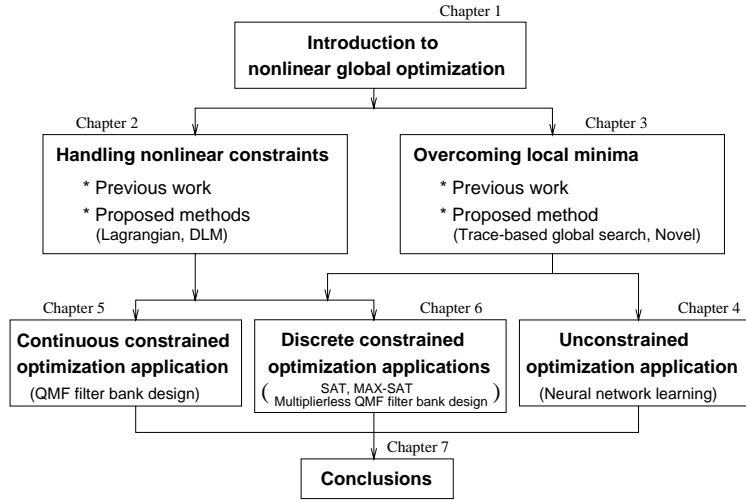 Chapter 1
Introduction to
nonlinear global optimization
Chapter 2
Handling nonlinear constraints
* Previous work
* Proposed methods
(Lagrangian, DLM)
Chapter 3
Overcoming local minima
* Previous work
* Proposed method
(Trace-based global search, Novel)
Chapter 5
Continuous constrained
optimization application
(QMF filter bank design)
Chapter 6
Discrete constrained
optimization applications
( SAT, MAX-SAT
Multiplierless QMF filter bank design )
Chapter 4
Unconstrained
optimization application
(Neural network learning)
Chapter 7
Conclusions